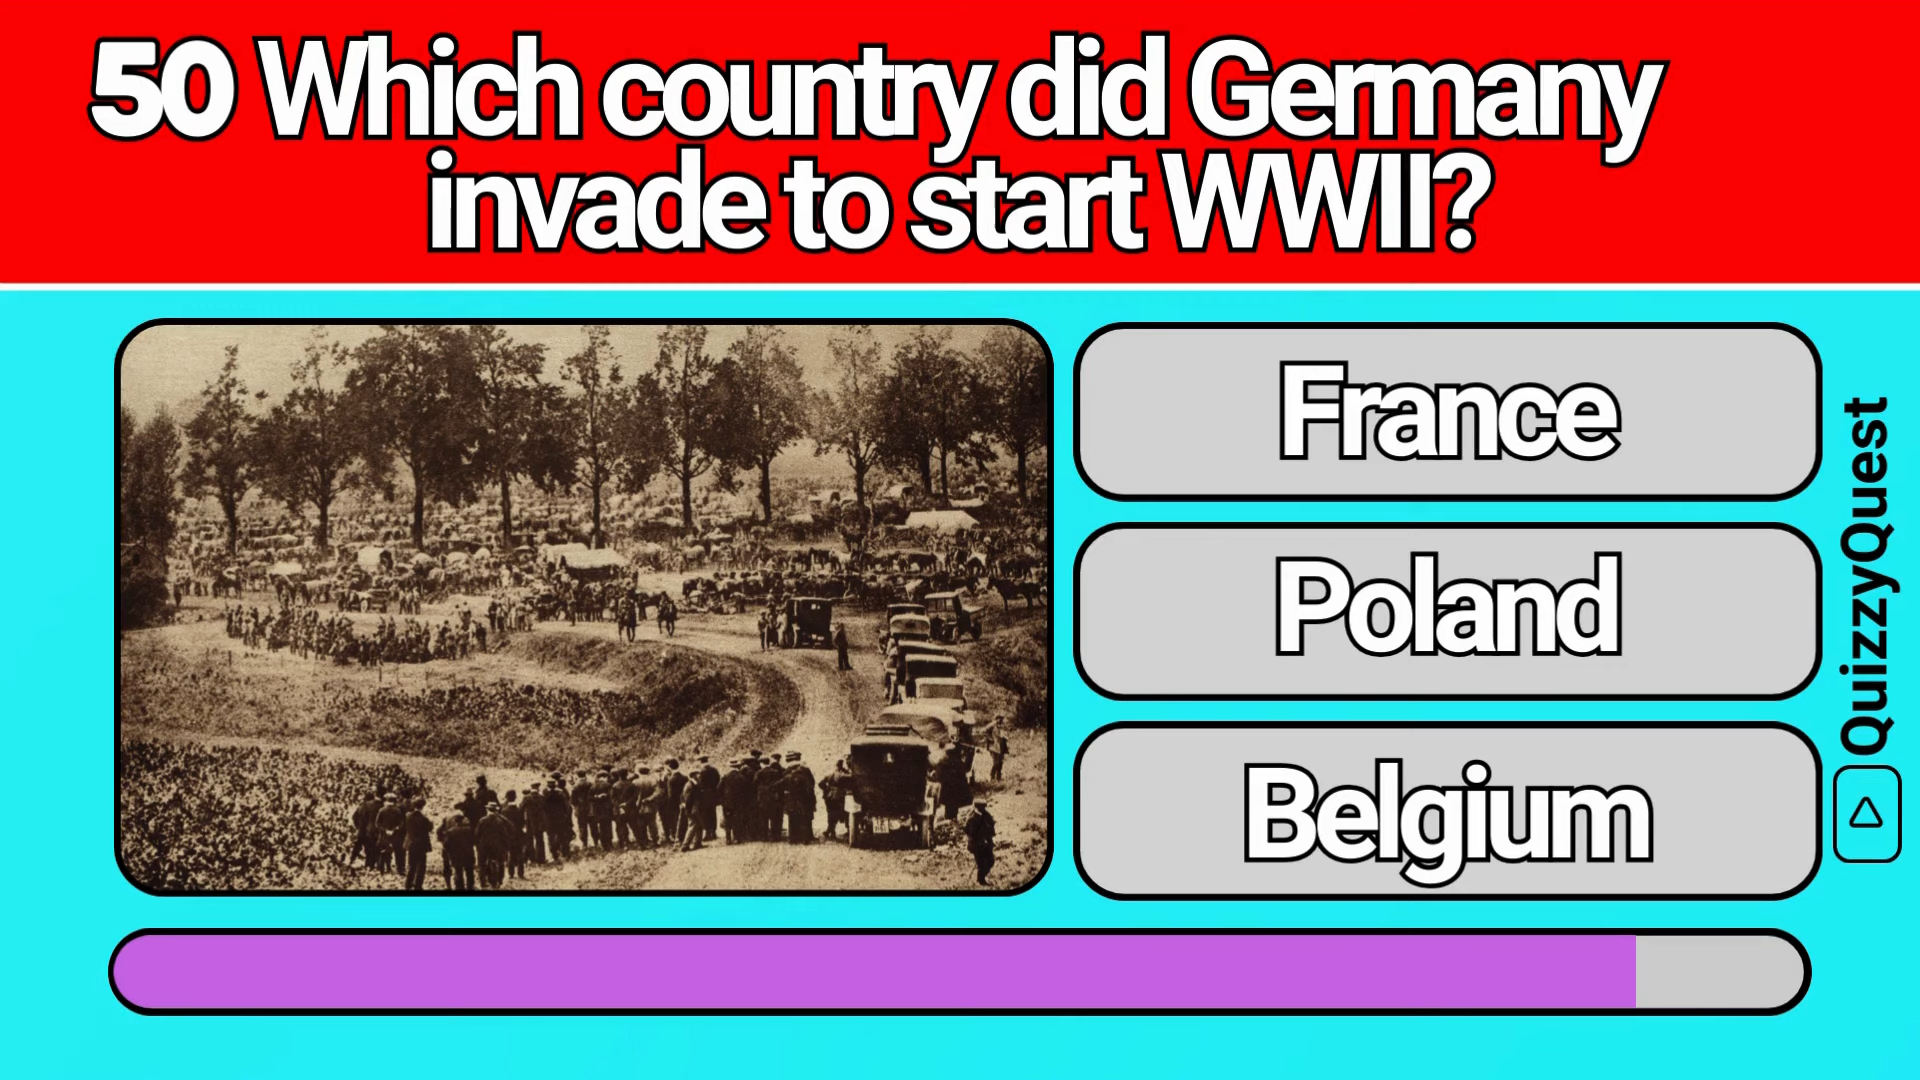 50 Which country did Germany
invade to start WWII?
France
Poland
Belgium
QuizzyQuest